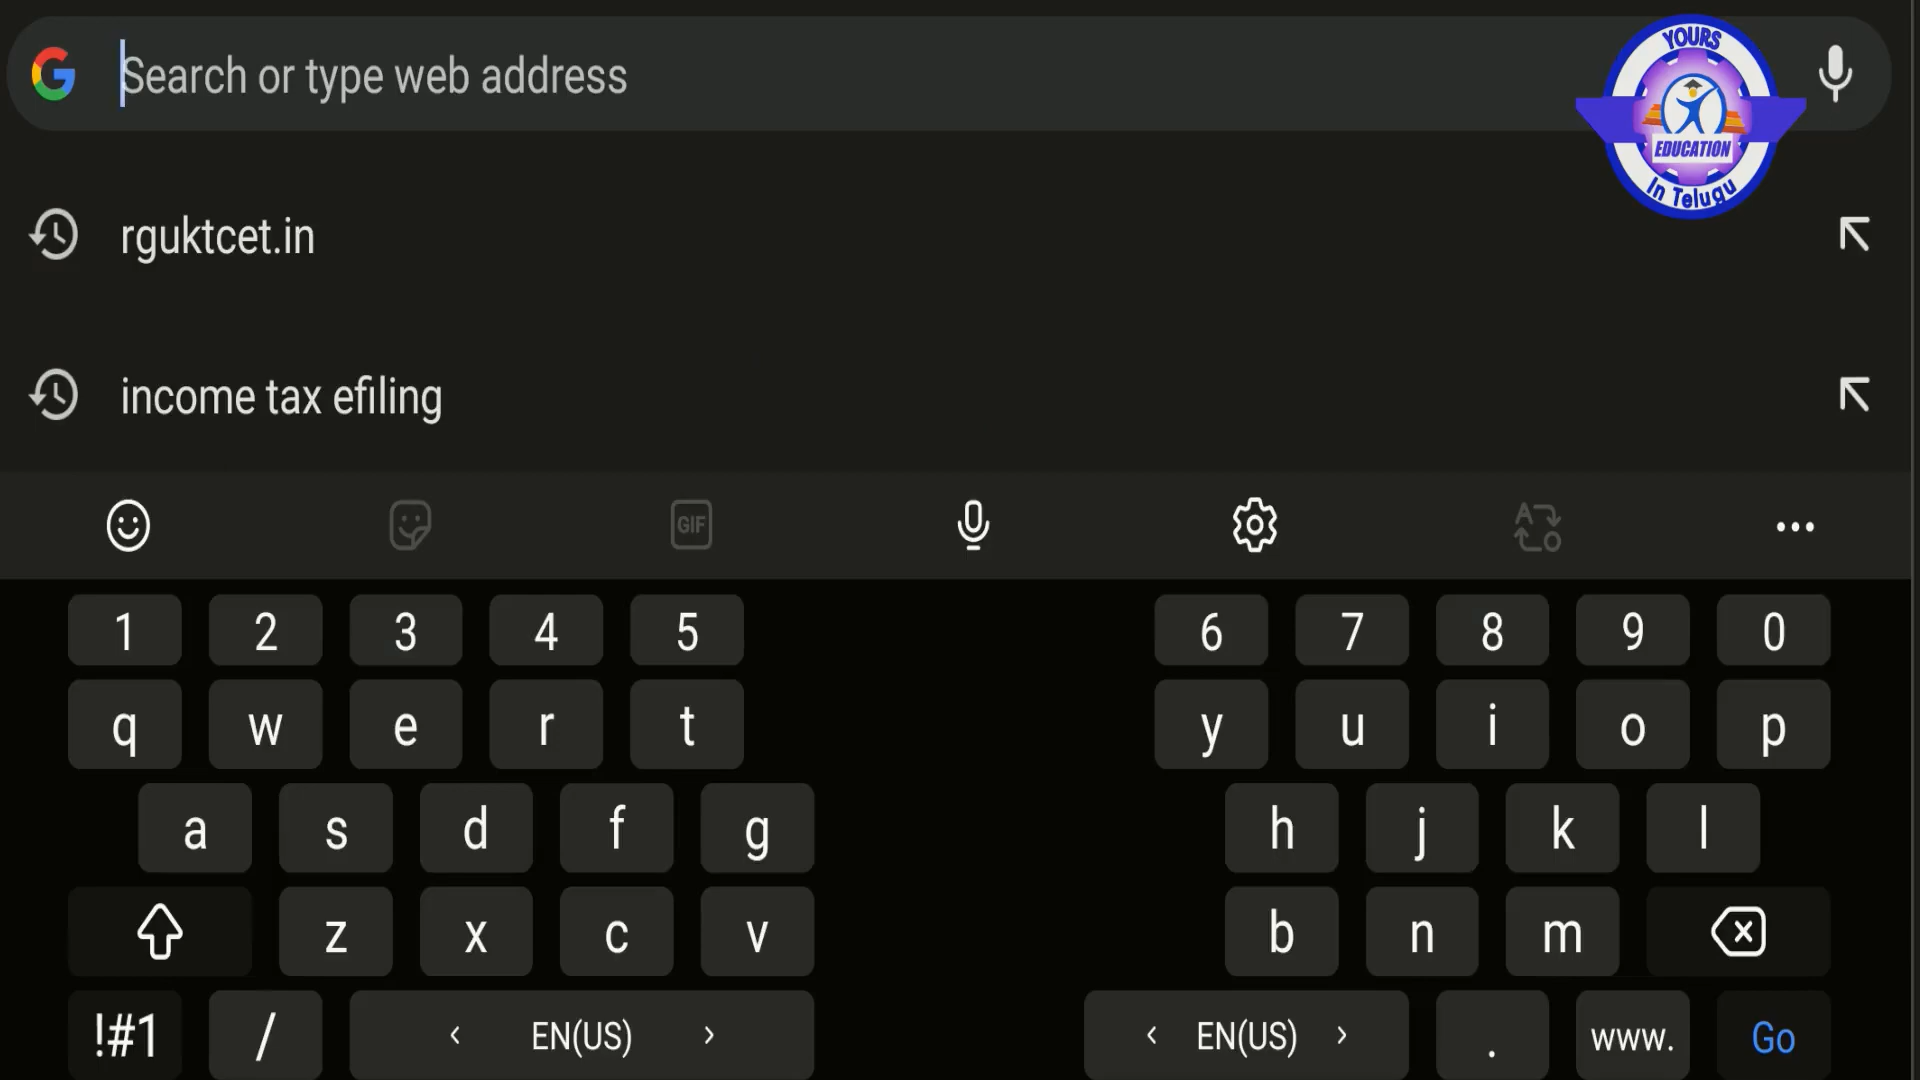 Search or type web address
YOURS
EDUCATION
In Telugu
rguktcet.in
income tax efiling
GIF
1 2 3 4 5 6 7 8 9 0
q w e r t y u i o p
a s d f g h j k l
z x c v b n m
!#1 / < EN(US) > < EN(US) > . www. Go